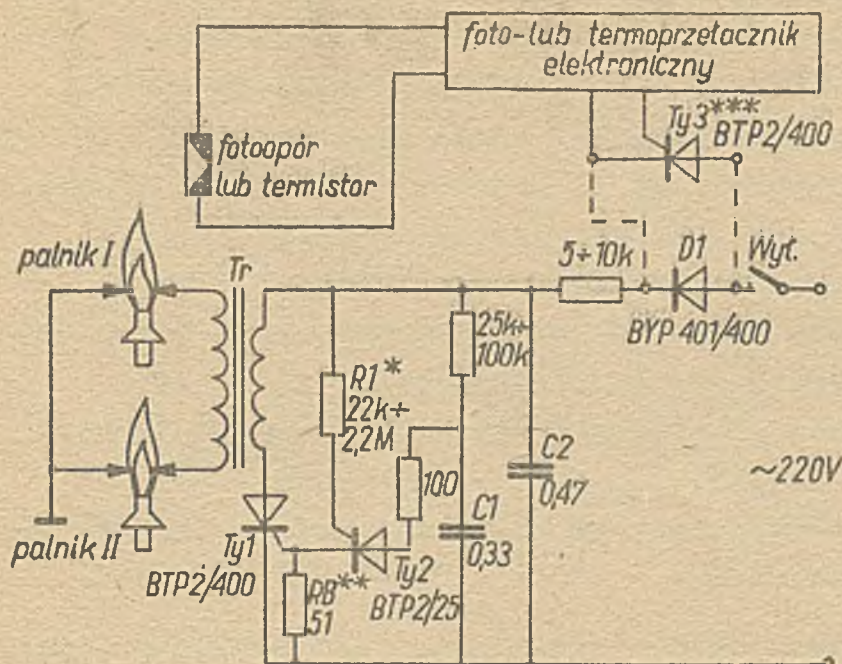 foto-lub termoprzełacznik
elektroniczny
Ty3***
BTP2/400
fotoopór
lub termistor
palnik I
Tr
5÷10k
D1
Wył.
BYP 401/400
25k÷
100k
R1*
22k÷
2,2M
100
C1
0,33
C2
0,47
~220V
palnik II
Ty1
BTP2/400
RB**
51
Ty2
BTP2/25